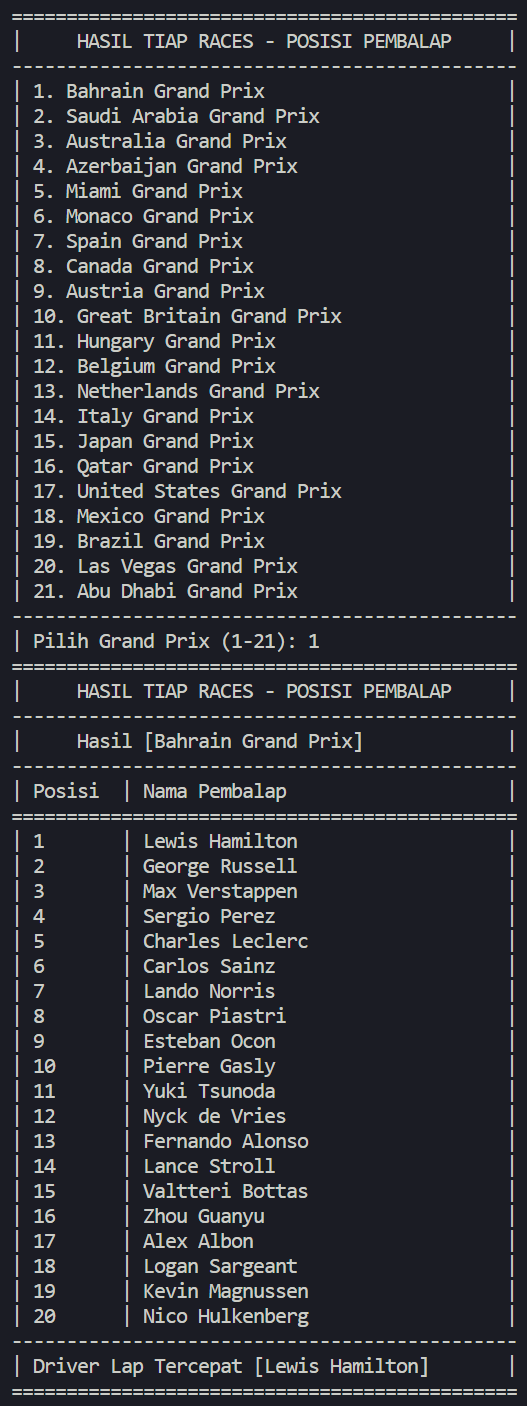 ==============================================
|     HASIL TIAP RACES - POSISI PEMBALAP     |
----------------------------------------------
| 1. Bahrain Grand Prix                      |
| 2. Saudi Arabia Grand Prix                 |
| 3. Australia Grand Prix                    |
| 4. Azerbaijan Grand Prix                   |
| 5. Miami Grand Prix                        |
| 6. Monaco Grand Prix                       |
| 7. Spain Grand Prix                        |
| 8. Canada Grand Prix                       |
| 9. Austria Grand Prix                      |
| 10. Great Britain Grand Prix               |
| 11. Hungary Grand Prix                     |
| 12. Belgium Grand Prix                     |
| 13. Netherlands Grand Prix                 |
| 14. Italy Grand Prix                       |
| 15. Japan Grand Prix                       |
| 16. Qatar Grand Prix                       |
| 17. United States Grand Prix               |
| 18. Mexico Grand Prix                      |
| 19. Brazil Grand Prix                      |
| 20. Las Vegas Grand Prix                   |
| 21. Abu Dhabi Grand Prix                   |
----------------------------------------------
| Pilih Grand Prix (1-21): 1
==============================================
|     HASIL TIAP RACES - POSISI PEMBALAP     |
----------------------------------------------
|     Hasil [Bahrain Grand Prix]             |
----------------------------------------------
| Posisi  | Nama Pembalap                    |
==============================================
| 1       | Lewis Hamilton                   |
| 2       | George Russell                   |
| 3       | Max Verstappen                   |
| 4       | Sergio Perez                     |
| 5       | Charles Leclerc                  |
| 6       | Carlos Sainz                     |
| 7       | Lando Norris                     |
| 8       | Oscar Piastri                    |
| 9       | Esteban Ocon                     |
| 10      | Pierre Gasly                     |
| 11      | Yuki Tsunoda                     |
| 12      | Nyck de Vries                    |
| 13      | Fernando Alonso                  |
| 14      | Lance Stroll                     |
| 15      | Valtteri Bottas                  |
| 16      | Zhou Guanyu                      |
| 17      | Alex Albon                       |
| 18      | Logan Sargeant                   |
| 19      | Kevin Magnussen                  |
| 20      | Nico Hulkenberg                  |
----------------------------------------------
| Driver Lap Tercepat [Lewis Hamilton]       |
==============================================